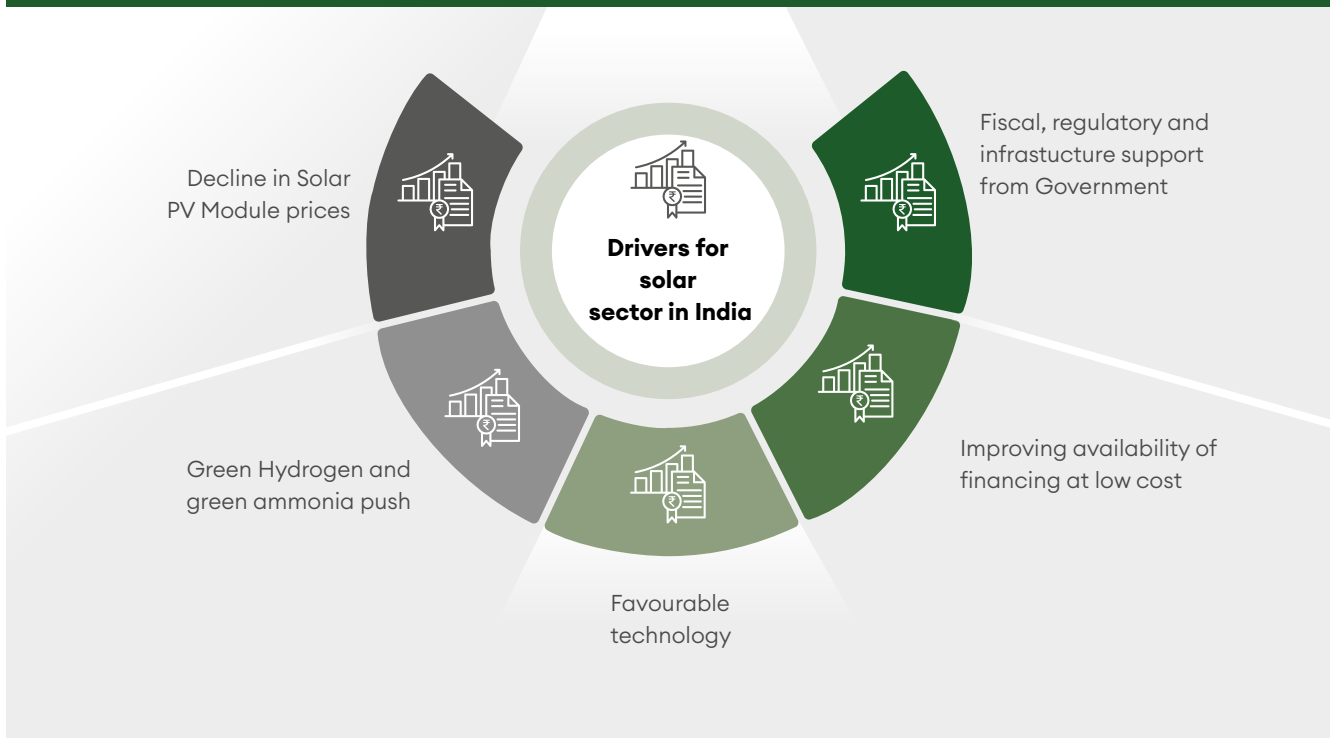 Drivers for
solar
sector in India
Decline in Solar
PV Module prices
Green Hydrogen and
green ammonia push
Favourable
technology
Improving availability of
financing at low cost
Fiscal, regulatory and
infrastucture support
from Government
₹
₹
₹
₹
₹
₹